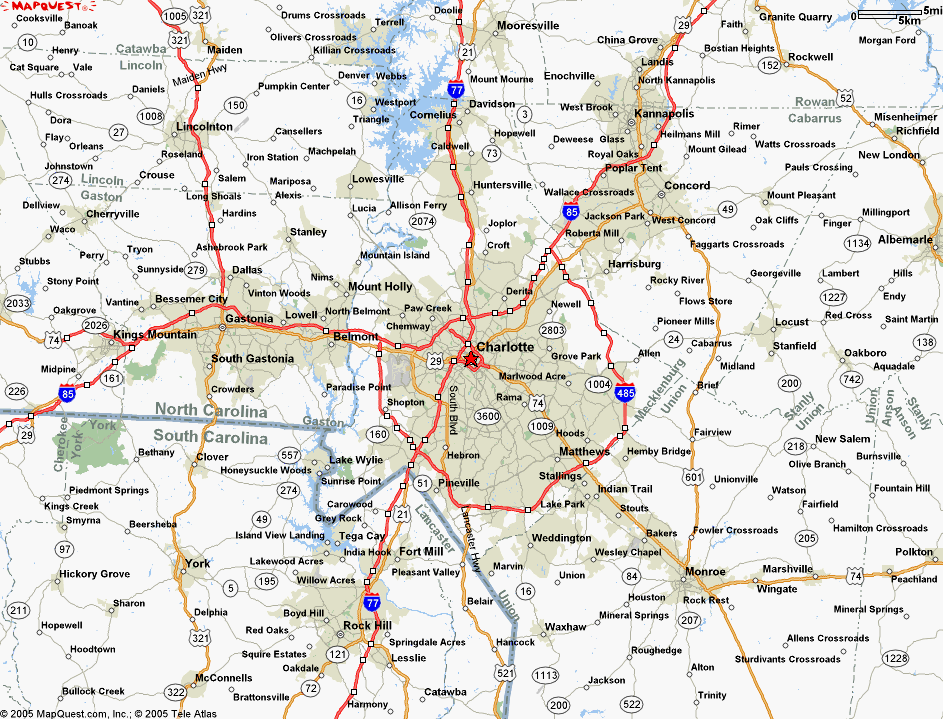 MAPQUEST
5mi
5km
Cooksville
Banoak
1005
321
Drums Crossroads
Terrell
Doolie
Mooresville
29
Faith
Granite Quarry
10
Henry
Catawba
Lincoln
321
Maiden
Olivers Crossroads
Killian Crossroads
21
China Grove
Bostian Heights
152
Rockwell
Morgan Ford
Cat Square
Vale
Maiden Hwy
Denver
Webbs
Mount Mourne
Enochville
Landis
North Kannapolis
Hulls Crossroads
Daniels
150
Pumpkin Center
16
Westport
77
Davidson
West Brook
Kannapolis
Rowan
Cabarrus
52
Misenheimer
Richfield
Dora
1008
Lincolnton
Triangle
Cornelius
3
Flay
27
Orleans
Cansellers
Hopewell
Deweese
Glass
Heilmans Mill
Rimer
Watts Crossroads
Roseland
Iron Station
Machpelah
Caldwell
73
Royal Oaks
Mount Gilead
New London
Johnstown
274
Lincoln
Gaston
Crouse
Salem
Mariposa
Lowesville
Huntersville
Poplar Tent
Pauls Crossing
Concord
Wallace Crossroads
Long Shoals
Alexis
Mount Pleasant
Dellview
Cherryville
Hardins
Lucia
Allison Ferry
2074
85
Jackson Park
West Concord
49
Oak Cliffs
Finger
Millingport
Waco
Stanley
Joplor
Roberta Mill
Faggarts Crossroads
1134
Albemarle
Perry
Tryon
Ashebrook Park
Croft
Mountain Island
Stubbs
Sunnyside
279
Dallas
Nims
Harrisburg
Georgeville
Lambert
Hills
Stony Point
Mount Holly
Derita
Rocky River
2033
Vantine
Bessemer City
Vinton Woods
Newell
Flows Store
1227
Endy
Oakgrove
2026
Gastonia
Lowell
North Belmont
Paw Creek
Chemway
2803
Pioneer Mills
Locust
Red Cross
Saint Martin
74
Kings Mountain
Belmont
Charlotte
24
Cabarrus
Stanfield
138
Midpine
161
South Gastonia
29
Grove Park
Allen
Midland
Oakboro
Aquadale
226
85
Crowders
Paradise Point
Marlwood Acre
1004
485
Mecklenburg
Union
Brief
200
742
South Blvd
Rama
74
Stanly
Union
Union
Anson
Stanly
Anson
29
North Carolina
South Carolina
Gaston
Shopton
3600
1009
Cherokee
York
York
160
Hoods
Fairview
218
New Salem
Bethany
Clover
557
Lake Wylie
Hebron
Matthews
Hemby Bridge
Olive Branch
Burnsville
Honeysuckle Woods
Sunrise Point
Stallings
601
Unionville
Piedmont Springs
274
51
Pineville
Indian Trail
Watson
Fountain Hill
Kings Creek
Carowood
Lake Park
Fairfield
Smyrna
Beersheba
49
Grey Rock
21
Lancaster
Lancaster Hwy
Stouts
Island View Landing
Tega Cay
Weddington
Bakers
Fowler Crossroads
Hamilton Crossroads
205
97
India Hook
Fort Mill
Wesley Chapel
Polkton
York
Lakewood Acres
Hickory Grove
195
Willow Acres
Pleasant Valley
Marvin
Union
84
Monroe
Marshville
74
Peachland
5
Wingate
77
16
Houston
Rock Rest
211
Sharon
Delphia
Boyd Hill
Belair
Union
Mineral Springs
207
Mineral Springs
Hopewell
321
Red Oaks
Rock Hill
Waxhaw
Hoodtown
Springdale Acres
Hancock
Allens Crossroads
Squire Estates
121
Lesslie
Roughedge
Sturdivants Crossroads
1228
Oakdale
521
1113
Alton
McConnells
72
Catawba
Jackson
Bullock Creek
322
Brattonsville
Harmony
200
522
Trinity
© 2005 MapQuest.com, Inc.; © 2005 Tele Atlas